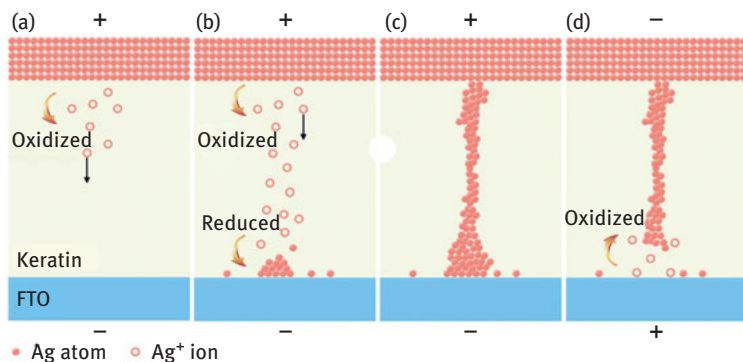 (a) + (b) + (c) + (d) −
Oxidized Oxidized Oxidized
Reduced
Keratin
FTO
− − − +
Ag atom Ag⁺ ion